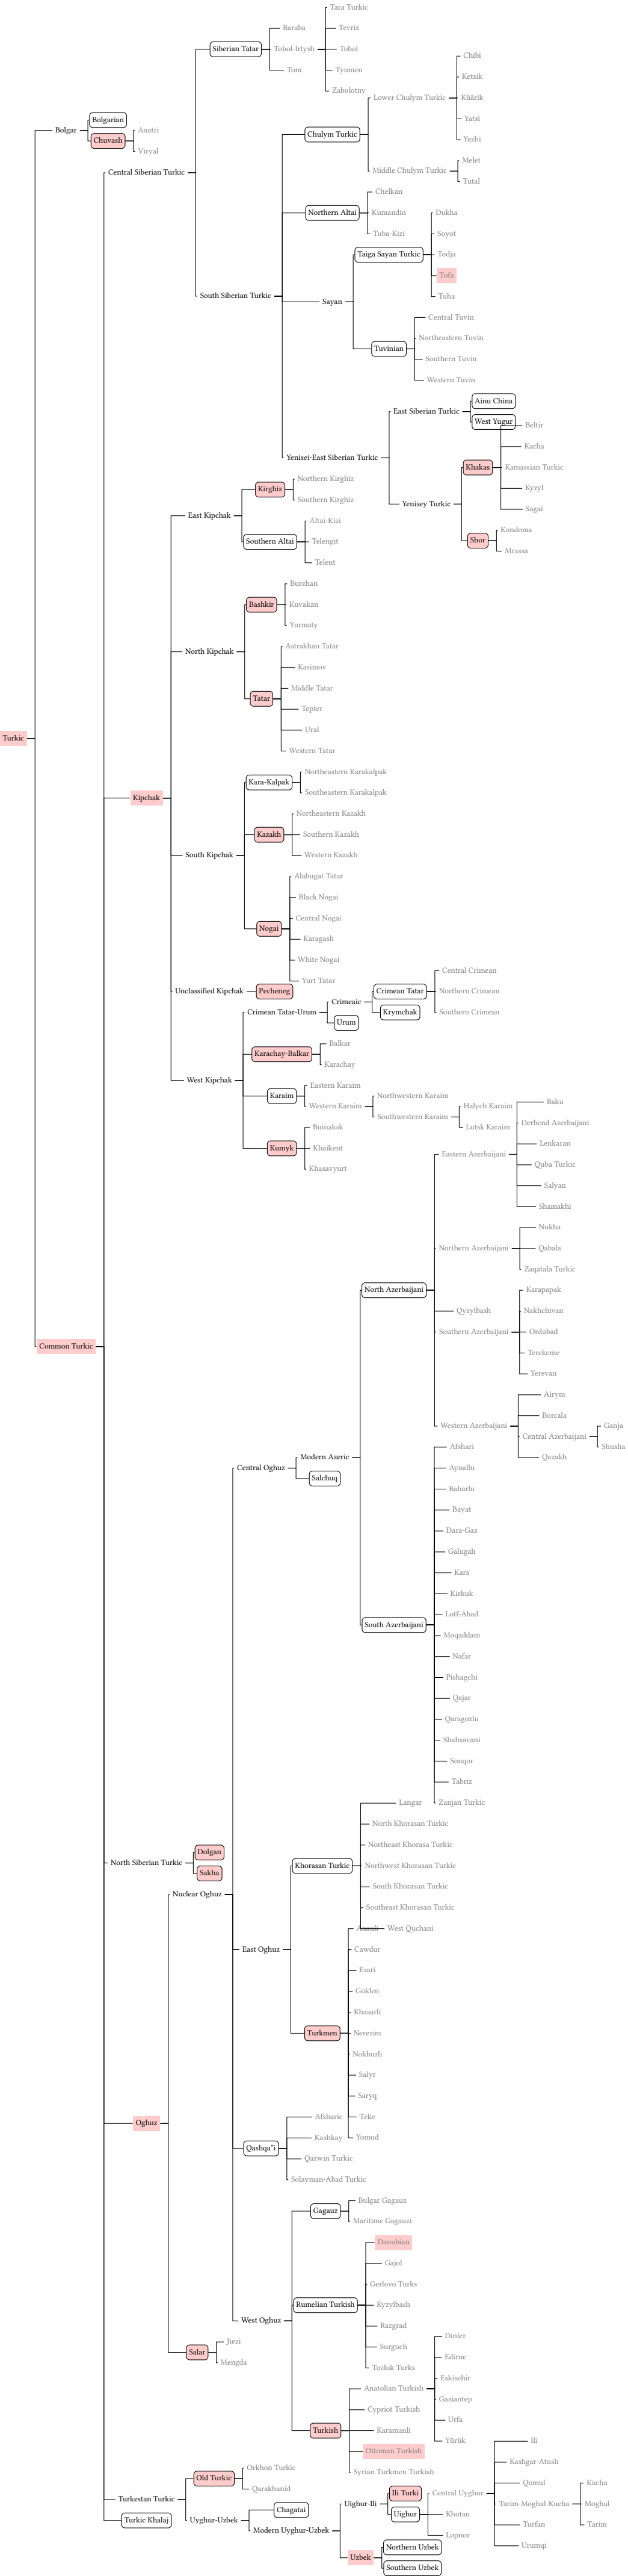 Tara Turkic
Baraba
Tevriz
Siberian Tatar
Tobol-Irtysh
Tobol
Tom
Tyumen
Zabolotny
Chibi
Ketsik
Lower Chulym Turkic
Küärik
Yatsi
Yezhi
Bolgarian
Bolgar
Chuvash
Anatri
Viryal
Chulym Turkic
Melet
Middle Chulym Turkic
Tutal
Central Siberian Turkic
Chelkan
Northern Altai
Kumandin
Tuba-Kizi
Dukha
Soyot
Taiga Sayan Turkic
Todja
Tofa
Tuha
South Siberian Turkic
Sayan
Central Tuvin
Northeastern Tuvin
Tuvinian
Southern Tuvin
Western Tuvin
Ainu China
East Siberian Turkic
West Yugur
Beltir
Kacha
Yenisei-East Siberian Turkic
Khakas
Kamassian Turkic
Kyzyl
Yenisey Turkic
Sagai
Kondoma
Shor
Mrassa
Northern Kirghiz
Kirghiz
Southern Kirghiz
East Kipchak
Altai-Kizi
Southern Altai
Telengit
Teleut
Burzhan
Bashkir
Kuvakan
Yurmaty
North Kipchak
Astrakhan Tatar
Kasimov
Middle Tatar
Tatar
Tepter
Ural
Western Tatar
Turkic
Northeastern Karakalpak
Kara-Kalpak
Southeastern Karakalpak
Kipchak
Northeastern Kazakh
Kazakh
Southern Kazakh
Western Kazakh
South Kipchak
Alabugat Tatar
Black Nogai
Central Nogai
Nogai
Karagash
White Nogai
Yurt Tatar
Unclassified Kipchak
Pecheneg
Central Crimean
Crimean Tatar
Northern Crimean
Crimeaic
Southern Crimean
Crimean Tatar-Urum
Krymchak
Urum
Balkar
Karachay-Balkar
Karachay
West Kipchak
Eastern Karaim
Karaim
Northwestern Karaim
Western Karaim
Halych Karaim
Southwestern Karaim
Lutsk Karaim
Buinaksk
Kumyk
Khaikent
Khasavyurt
Baku
Derbend Azerbaijani
Lenkaran
Eastern Azerbaijani
Quba Turkic
Salyan
Shamakhi
Nukha
Northern Azerbaijani
Qabala
Zaqatala Turkic
North Azerbaijani
Karapapak
Qyzylbash
Nakhchivan
Southern Azerbaijani
Ordubad
Terekeme
Yerevan
Common Turkic
Airym
Borcala
Western Azerbaijani
Central Azerbaijani
Ganja
Shusha
Qazakh
Modern Azeric
Central Oghuz
Salchuq
Afshari
Aynallu
Baharlu
Bayat
Dara-Gaz
Galugah
Kars
Kirkuk
Lotf-Abad
South Azerbaijani
Moqaddam
Nafar
Pishagchi
Qajar
Qaragozlu
Shahsavani
Sonqor
Tabriz
Zanjan Turkic
Langar
North Khorasan Turkic
Northeast Khorasa Turkic
Khorasan Turkic
Northwest Khorasan Turkic
South Khorasan Turkic
Southeast Khorasan Turkic
West Quchani
Dolgan
North Siberian Turkic
Sakha
Nuclear Oghuz
East Oghuz
Anauli
Cawdur
Esari
Goklen
Khasarli
Turkmen
Nerezim
Nokhurli
Salyr
Saryq
Teke
Yomud
Oghuz
Afsharic
Kashkay
Qashqa"i
Qazwin Turkic
Solayman-Abad Turkic
Bulgar Gagauz
Gagauz
Maritime Gagauzi
Danubian
Gajol
Gerlovo Turks
Rumelian Turkish
Kyzylbash
West Oghuz
Razgrad
Surguch
Tozluk Turks
Jiezi
Salar
Mengda
Dinler
Edirne
Eskisehir
Anatolian Turkish
Gaziantep
Urfa
Yürük
Cypriot Turkish
Turkish
Karamanli
Ottoman Turkish
Syrian Turkmen Turkish
Orkhon Turkic
Old Turkic
Qarakhanid
Turkestan Turkic
Chagatai
Uyghur-Uzbek
Modern Uyghur-Uzbek
Turkic Khalaj
Ili
Kashgar-Atush
Ili Turki
Central Uyghur
Qomul
Kucha
Uighur-Ili
Tarim-Moghal-Kucha
Moghal
Uighur
Khotan
Turfan
Tarim
Lopnor
Urumqi
Northern Uzbek
Uzbek
Southern Uzbek